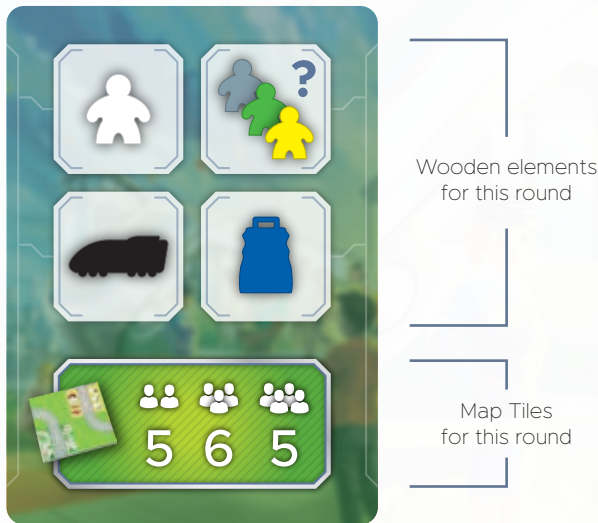 ?
Wooden elements
for this round
5 6 5
Map Tiles
for this round